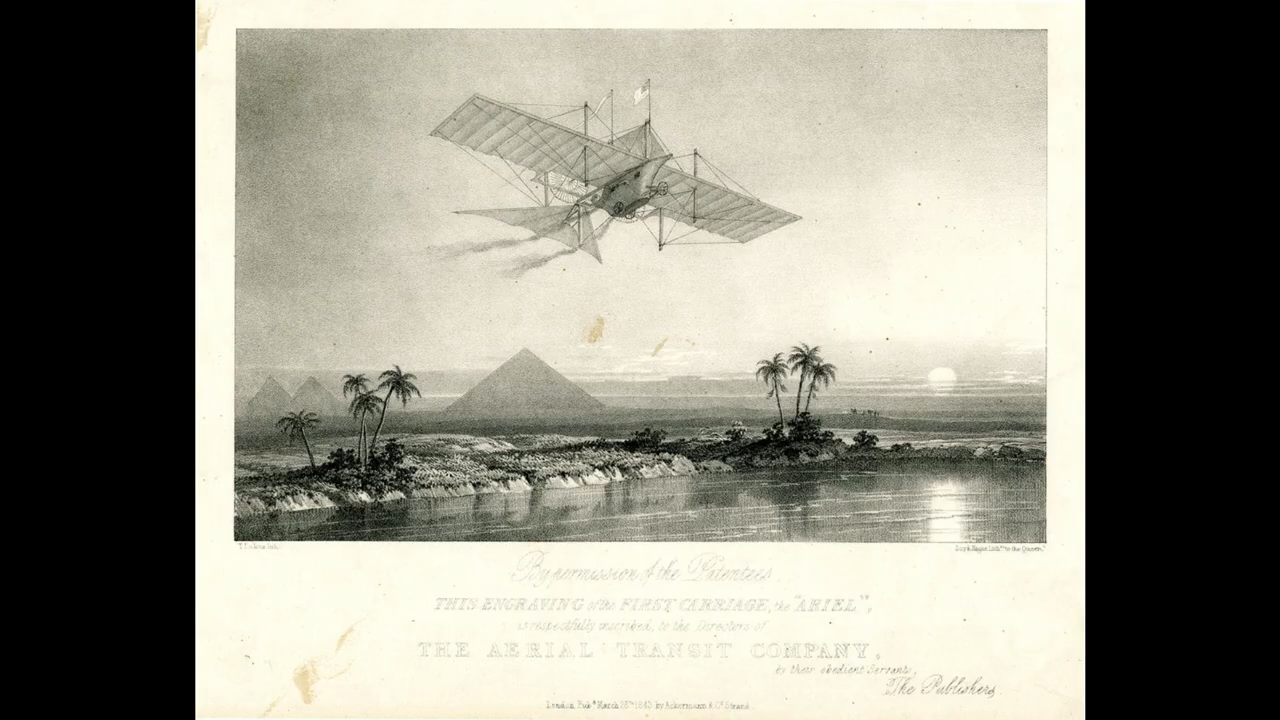 By permission of the Patentees,
THIS ENGRAVING of the FIRST CARRIAGE, the "ARIEL",
is respectfully inscribed, to the Directors of
THE AERIAL TRANSIT COMPANY,
by their obedient Servants,
The Publishers.
London, Pubd. March 28th 1843 by Ackermann & Co. Strand.